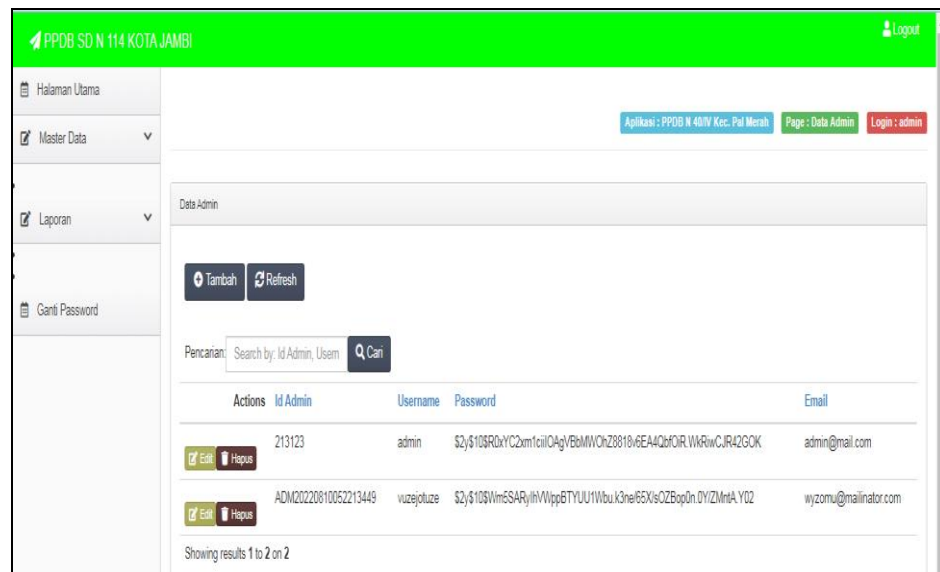 PPDB SD N 114 KOTA JAMBI
Logout
Halaman Utama
Master Data
Laporan
Ganti Password
Aplikasi : PPDB N 40/IV Kec. Pal Merah
Page : Data Admin
Login : admin
Data Admin
Tambah Refresh
Pencarian: Search by: Id Admin, Usern Cari
Actions Id Admin Username Password Email
Edit Hapus 213123 admin admin@mail.com
Edit Hapus ADM20220810052213449 vuzejotuze wyzomu@mailinator.com
Showing results 1 to 2 on 2